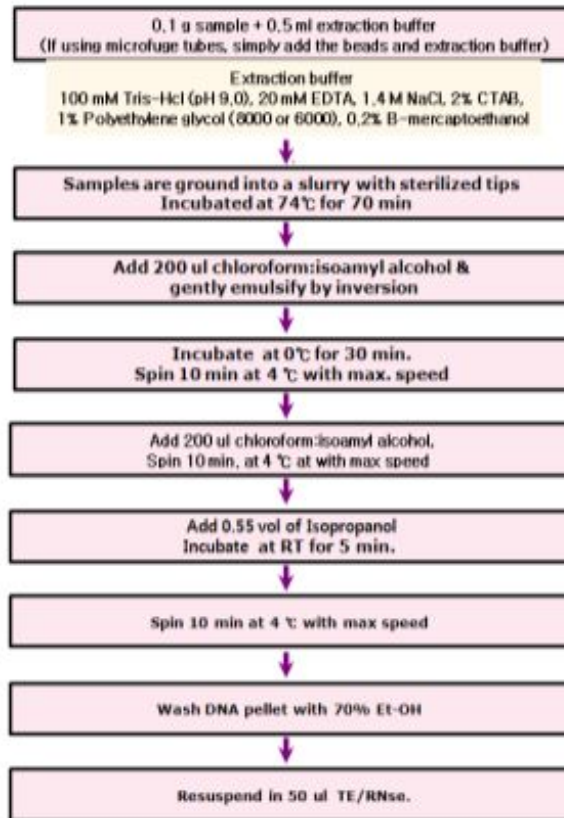 0.1 g sample + 0.5 ml extraction buffer
(If using microfuge tubes, simply add the beads and extraction buffer)
Extraction buffer
100 mM Tris-Hcl (pH 9.0), 20 mM EDTA, 1.4 M NaCl, 2% CTAB,
1% Polyethylene glycol (8000 or 6000), 0.2% B-mercaptoethanol
Samples are ground into a slurry with sterilized tips
Incubated at 74℃ for 70 min
Add 200 ul chloroform:isoamyl alcohol &
gently emulsify by inversion
Incubate at 0℃ for 30 min.
Spin 10 min at 4 ℃ with max. speed
Add 200 ul chloroform:isoamyl alcohol.
Spin 10 min, at 4 ℃ at with max speed
Add 0.55 vol of Isopropanol
Incubate at RT for 5 min.
Spin 10 min at 4 ℃ with max speed
Wash DNA pellet with 70% Et-OH
Resuspend in 50 ul TE/RNse.